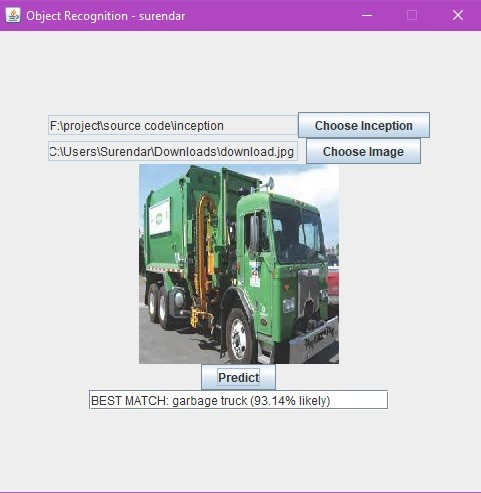 Object Recognition - surendar
F:\project\source code\inception
Choose Inception
C:\Users\Surendar\Downloads\download.jpg
Choose Image
Predict
BEST MATCH: garbage truck (93.14% likely)